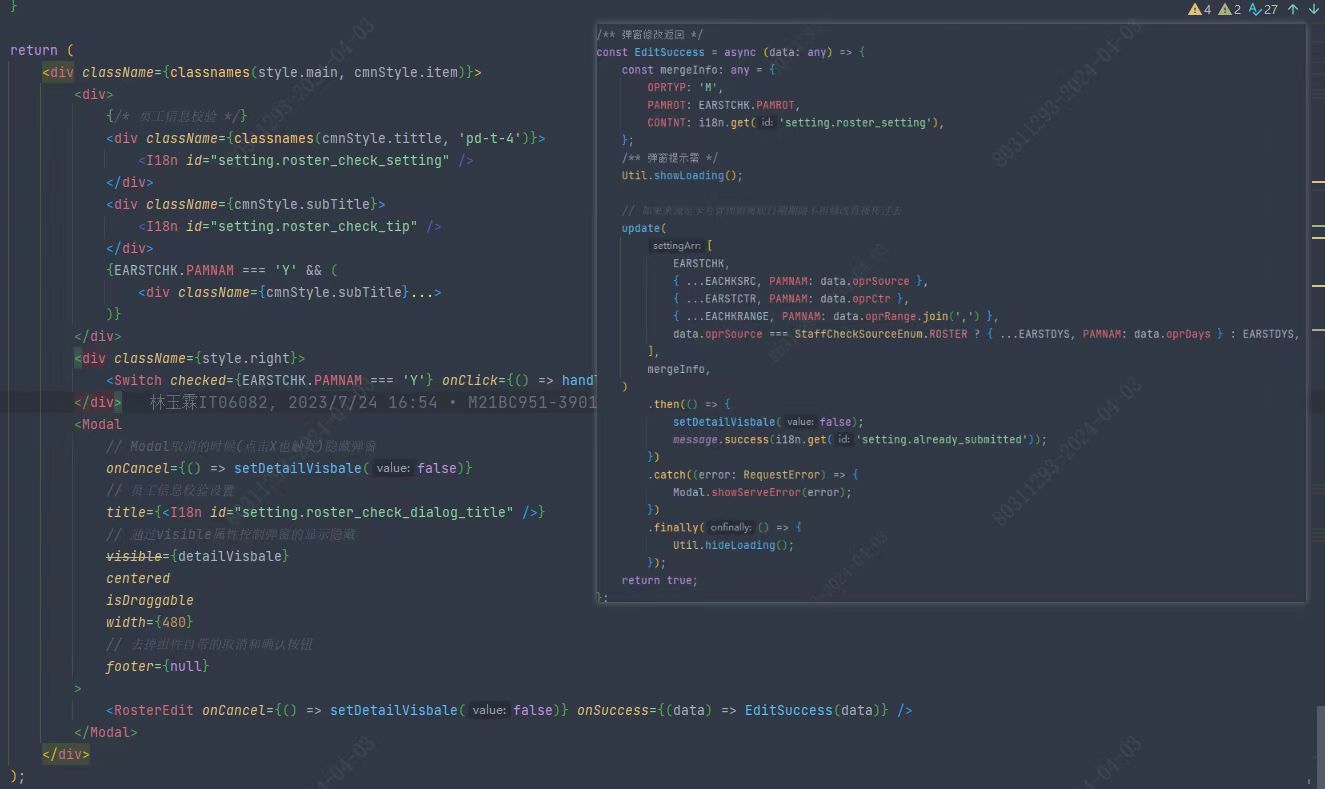 }
4 2 27
return (
<div className={classnames(style.main, cmnStyle.item)}>
<div>
{/* 员工信息校验 */}
<div className={classnames(cmnStyle.tittle, 'pd-t-4')}>
<I18n id="setting.roster_check_setting" />
</div>
<div className={cmnStyle.subTitle}>
<I18n id="setting.roster_check_tip" />
</div>
{EARSTCHK.PAMNAM === 'Y' && (
<div className={cmnStyle.subTitle}...>
)}
</div>
<div className={style.right}>
<Switch checked={EARSTCHK.PAMNAM === 'Y'} onClick={() => handl
</div> 林玉霖IT06082, 2023/7/24 16:54 • M21BC951-3901
<Modal
// Modal取消的时候(点击X也触发)隐藏弹窗
onCancel={() => setDetailVisbale( value: false)}
// 员工信息校验设置
title={<I18n id="setting.roster_check_dialog_title" />}
// 通过visible属性控制弹窗的显示隐藏
visible={detailVisbale}
centered
isDraggable
width={480}
// 去掉组件自带的取消和确认按钮
footer={null}
>
<RosterEdit onCancel={() => setDetailVisbale( value: false)} onSuccess={(data) => EditSuccess(data)} />
</Modal>
</div>
);
/** 弹窗修改返回 */
const EditSuccess = async (data: any) => {
const mergeInfo: any = {
OPRTYP: 'M',
PAMROT: EARSTCHK.PAMROT,
CONTNT: i18n.get( id: 'setting.roster_setting'),
};
/** 弹窗提示需 */
Util.showLoading();
update(
settingArr: [
EARSTCHK,
{ ...EACHKSRC, PAMNAM: data.oprSource },
{ ...EARSTCTR, PAMNAM: data.oprCtr },
{ ...EACHKRANGE, PAMNAM: data.oprRange.join(',') },
data.oprSource === StaffCheckSourceEnum.ROSTER ? { ...EARSTDYS, PAMNAM: data.oprDays } : EARSTDYS,
],
mergeInfo,
)
.then(() => {
setDetailVisbale( value: false);
message.success(i18n.get( id: 'setting.already_submitted'));
})
.catch((error: RequestError) => {
Modal.showServeError(error);
})
.finally( onfinally: () => {
Util.hideLoading();
});
return true;
};
80311293-2024-04-03